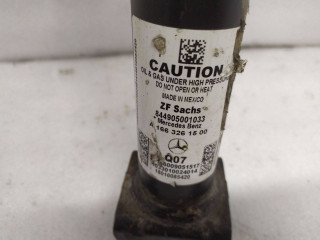 CAUTION
OIL & GAS UNDER HIGH PRESSURE
DO NOT OPEN OR HEAT
MADE IN MEXICO
ZF Sachs
644905001033
Mercedes Benz
A 166 326 16 00
Q07